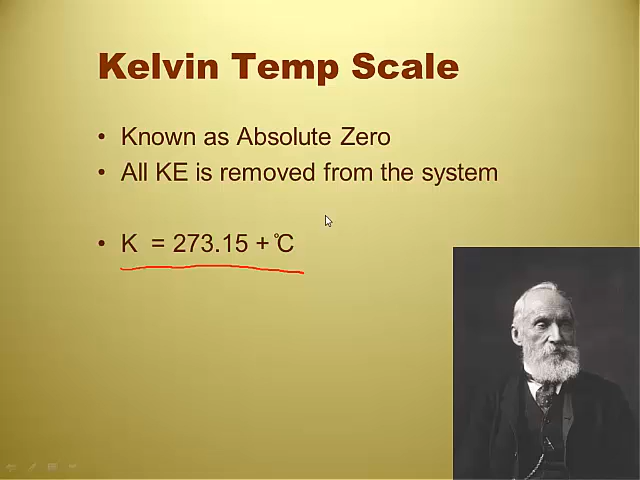 Kelvin Temp Scale
• Known as Absolute Zero
• All KE is removed from the system
• K = 273.15 + °C